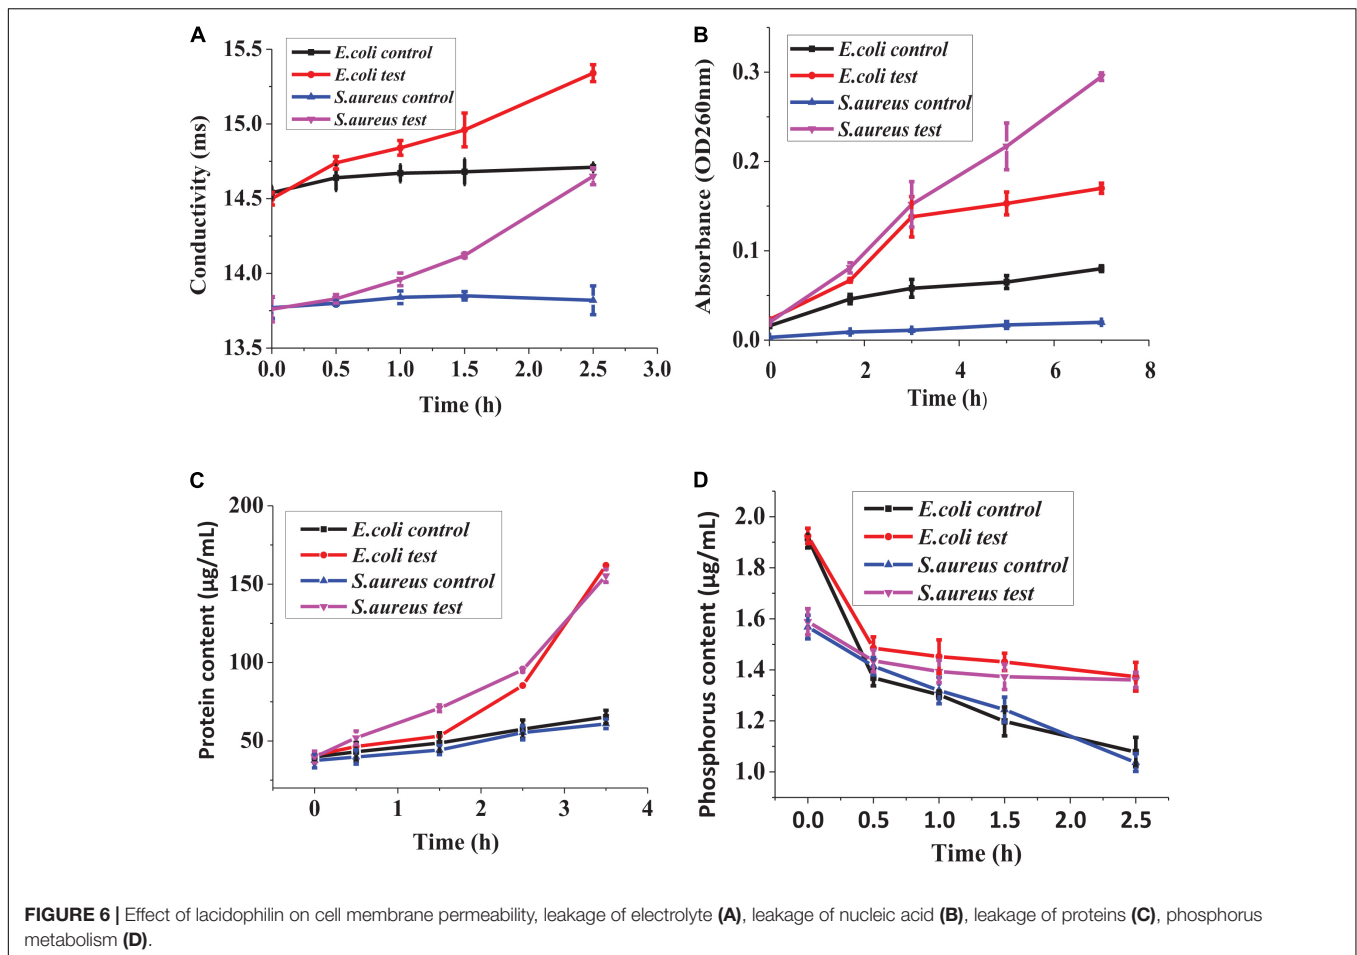 A
15.5
15.0
14.5
14.0
13.5
Conductivity (ms)
E.coli control
E.coli test
S.aureus control
S.aureus test
0.0 0.5 1.0 1.5 2.0 2.5 3.0
Time (h)
B
0.3
0.2
0.1
0.0
Absorbance (OD260nm)
E.coli control
E.coli test
S.aureus control
S.aureus test
0 2 4 6 8
Time (h)
C
200
150
100
50
Protein content (µg/mL)
E.coli control
E.coli test
S.aureus control
S.aureus test
0 1 2 3 4
Time (h)
D
2.0
1.8
1.6
1.4
1.2
1.0
Phosphorus content (µg/mL)
E.coli control
E.coli test
S.aureus control
S.aureus test
0.0 0.5 1.0 1.5 2.0 2.5
Time (h)
FIGURE 6 | Effect of lacidophilin on cell membrane permeability, leakage of electrolyte (A), leakage of nucleic acid (B), leakage of proteins (C), phosphorus
metabolism (D).